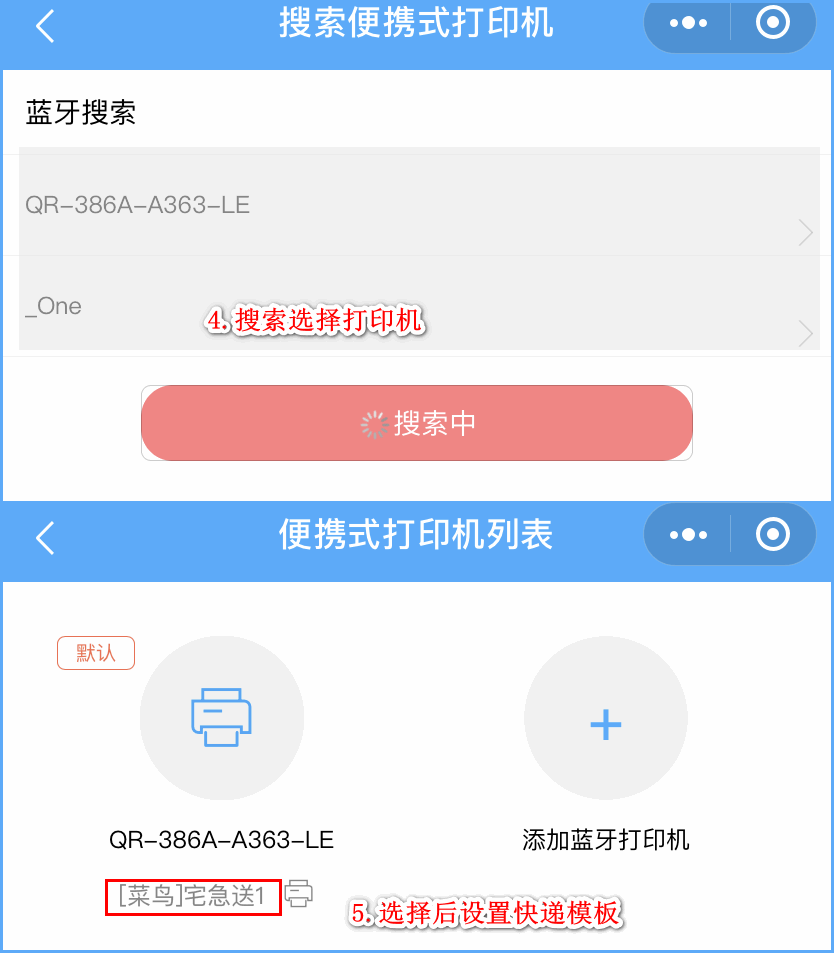 搜索便携式打印机
蓝牙搜索
QR-386A-A363-LE
_One
4. 搜索选择打印机
搜索中
便携式打印机列表
默认
QR-386A-A363-LE
添加蓝牙打印机
[菜鸟]宅急送1
5. 选择后设置快递模板